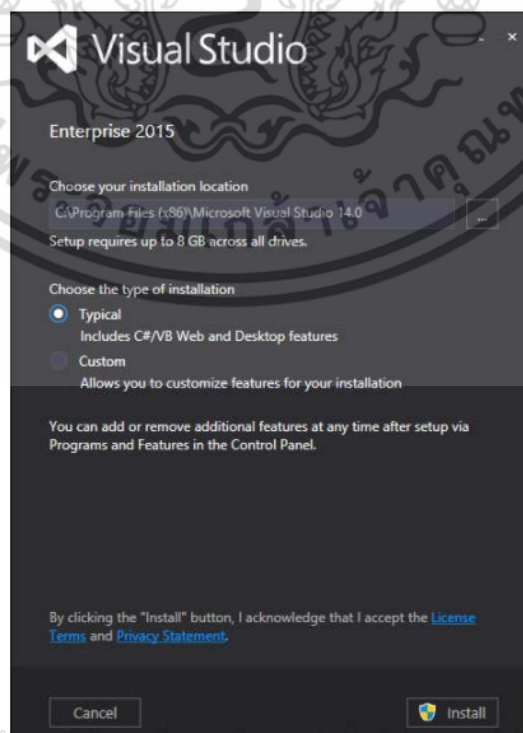 Visual Studio
Enterprise 2015
Choose your installation location
C:\Program Files (x86)\Microsoft Visual Studio 14.0
...
Setup requires up to 8 GB across all drives.
Choose the type of installation
Typical
Includes C#/VB Web and Desktop features
Custom
Allows you to customize features for your installation
You can add or remove additional features at any time after setup via
Programs and Features in the Control Panel.
By clicking the "Install" button, I acknowledge that I accept the License
Terms and Privacy Statement.
Cancel
Install